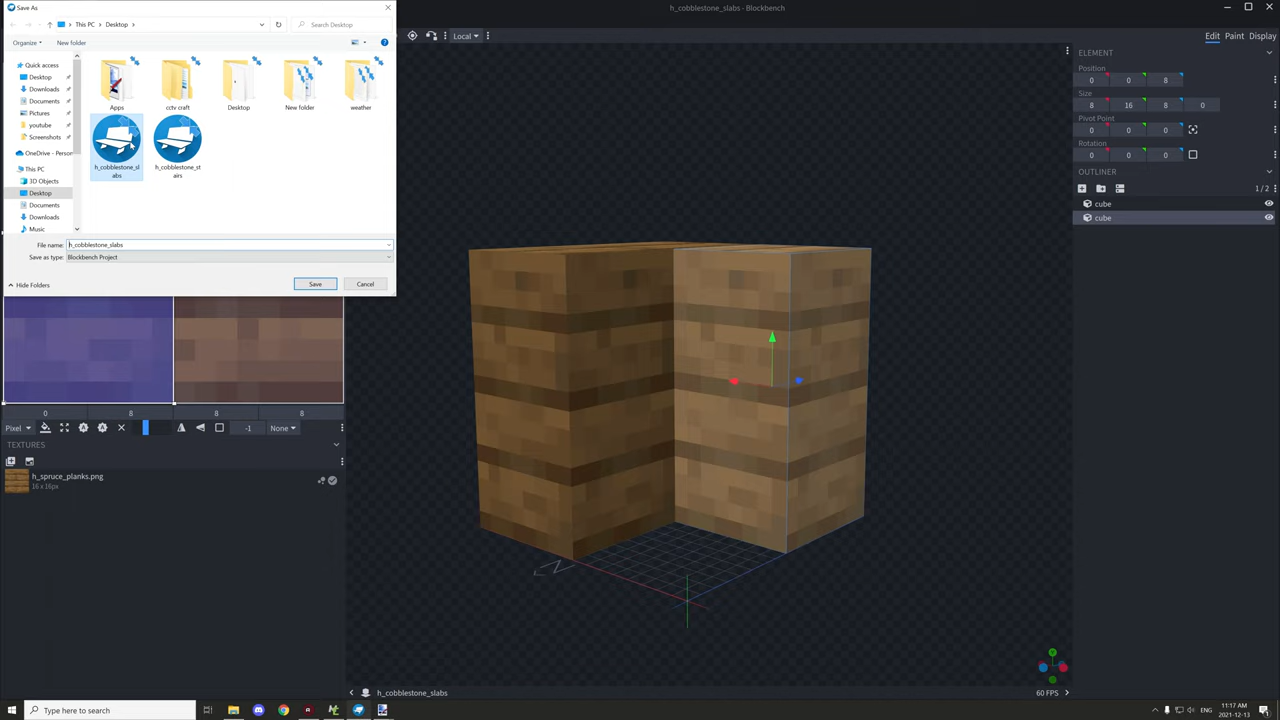 Save As
h_cobblestone_slabs - Blockbench
This PC
Desktop
Search Desktop
Organize
New folder
Local
Edit
Paint
Display
Quick access
Desktop
Downloads
Documents
Pictures
youtube
Screenshots
OneDrive - Person
This PC
3D Objects
Desktop
Documents
Downloads
Music
Apps
cctv craft
Desktop
New folder
weather
h_cobblestone_sl
abs
h_cobblestone_st
airs
File name:
h_cobblestone_slabs
Save as type:
Blockbench Project
Hide Folders
Save
Cancel
ELEMENT
Position
0 0 8
Size
8 16 8 0
Pivot Point
0 0 0
Rotation
0 0 0
OUTLINER
1 / 2
cube
cube
0 8 8 8
Pixel
-1
None
TEXTURES
h_spruce_planks.png
16 x 16px
h_cobblestone_slabs
60 FPS
Type here to search
ENG
11:17 AM
2021-12-13